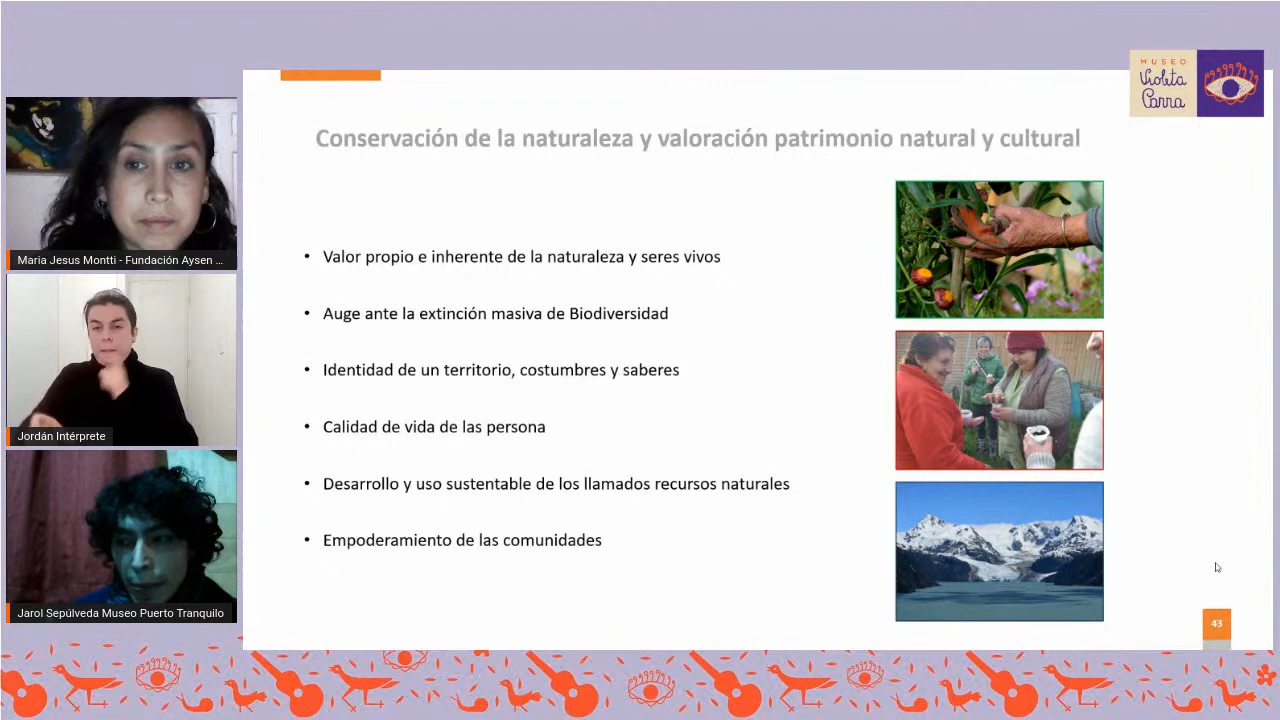 MUSEO
Violeta
Parra
Conservación de la naturaleza y valoración patrimonio natural y cultural
• Valor propio e inherente de la naturaleza y seres vivos
• Auge ante la extinción masiva de Biodiversidad
• Identidad de un territorio, costumbres y saberes
• Calidad de vida de las persona
• Desarrollo y uso sustentable de los llamados recursos naturales
• Empoderamiento de las comunidades
43
Maria Jesus Montti - Fundación Aysen ...
Jordán Intérprete
Jarol Sepúlveda Museo Puerto Tranquilo